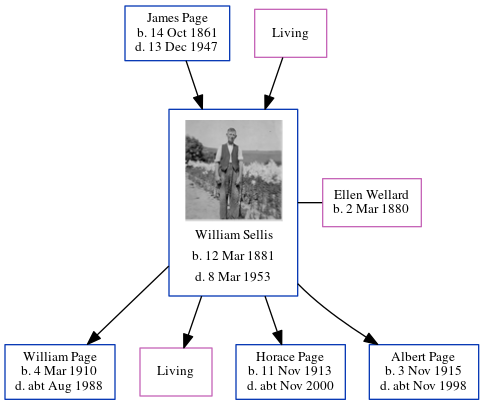 James Page
b. 14 Oct 1861
d. 13 Dec 1947
Living
William Sellis
b. 12 Mar 1881
d. 8 Mar 1953
Ellen Wellard
b. 2 Mar 1880
William Page
b. 4 Mar 1910
d. abt Aug 1988
Living
Horace Page
b. 11 Nov 1913
d. abt Nov 2000
Albert Page
b. 3 Nov 1915
d. abt Nov 1998